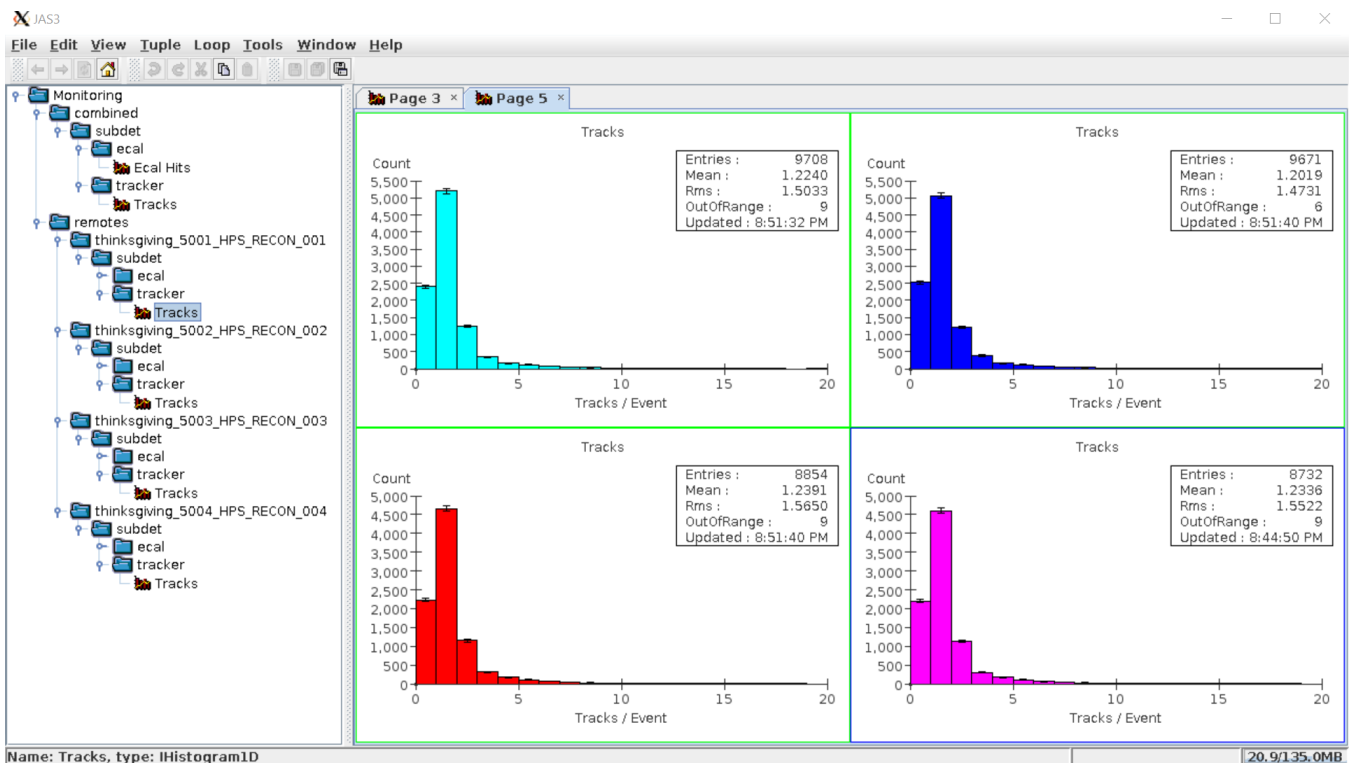 JAS3
File Edit View Tuple Loop Tools Window Help
Monitoring
combined
subdet
ecal
Ecal Hits
tracker
Tracks
remotes
thinksgiving_5001_HPS_RECON_001
subdet
ecal
tracker
Tracks
thinksgiving_5002_HPS_RECON_002
subdet
ecal
tracker
Tracks
thinksgiving_5003_HPS_RECON_003
subdet
ecal
tracker
Tracks
thinksgiving_5004_HPS_RECON_004
subdet
ecal
tracker
Tracks
Page 3 × Page 5 ×
Tracks
Count
Entries : 9708
Mean : 1.2240
Rms : 1.5033
OutOfRange : 9
Updated : 8:51:32 PM
5,500
5,000
4,500
4,000
3,500
3,000
2,500
2,000
1,500
1,000
500
0
0 5 10 15 20
Tracks / Event
Tracks
Count
Entries : 9671
Mean : 1.2019
Rms : 1.4731
OutOfRange : 6
Updated : 8:51:40 PM
5,500
5,000
4,500
4,000
3,500
3,000
2,500
2,000
1,500
1,000
500
0
0 5 10 15 20
Tracks / Event
Tracks
Count
Entries : 8854
Mean : 1.2391
Rms : 1.5650
OutOfRange : 9
Updated : 8:51:40 PM
5,000
4,500
4,000
3,500
3,000
2,500
2,000
1,500
1,000
500
0
0 5 10 15 20
Tracks / Event
Tracks
Count
Entries : 8732
Mean : 1.2336
Rms : 1.5522
OutOfRange : 9
Updated : 8:44:50 PM
5,000
4,500
4,000
3,500
3,000
2,500
2,000
1,500
1,000
500
0
0 5 10 15 20
Tracks / Event
Name: Tracks, type: IHistogram1D
20.9/135.0MB